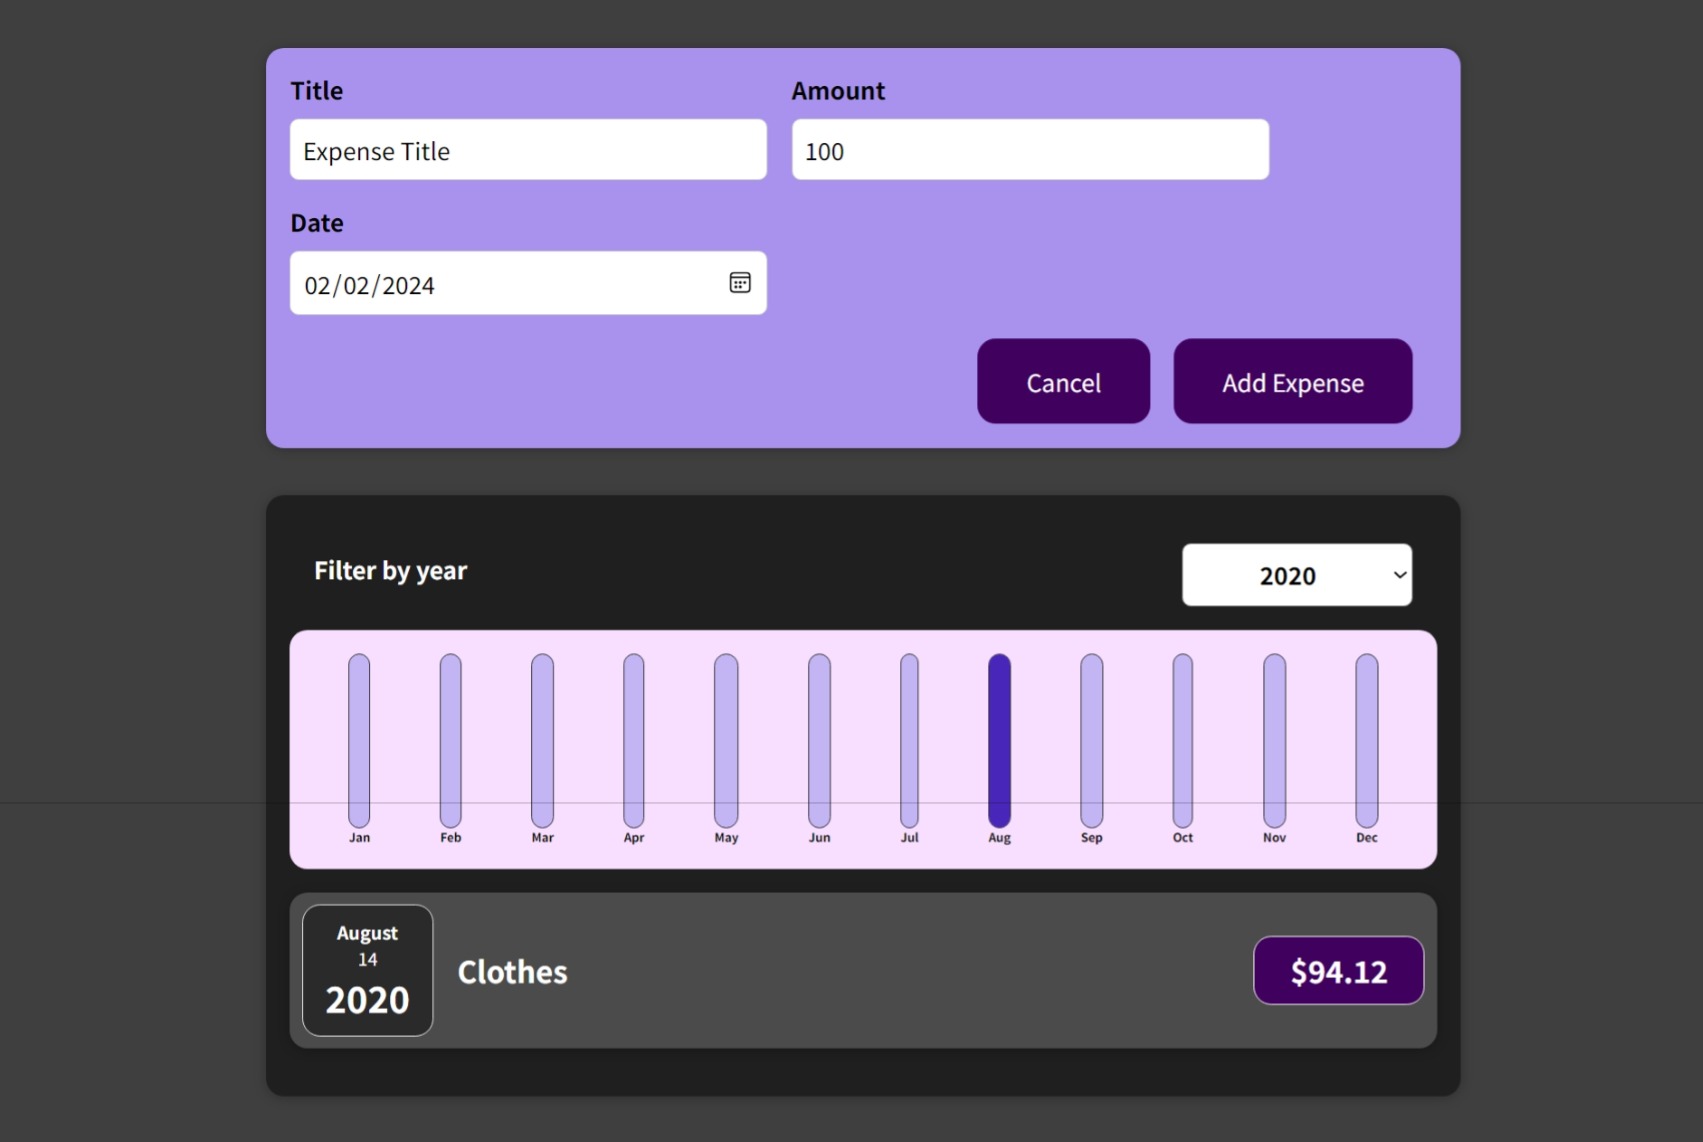 Title Amount
Expense Title 100
Date
02/02/2024
Cancel Add Expense
Filter by year 2020
Jan Feb Mar Apr May Jun Jul Aug Sep Oct Nov Dec
August
14
2020
Clothes
$94.12